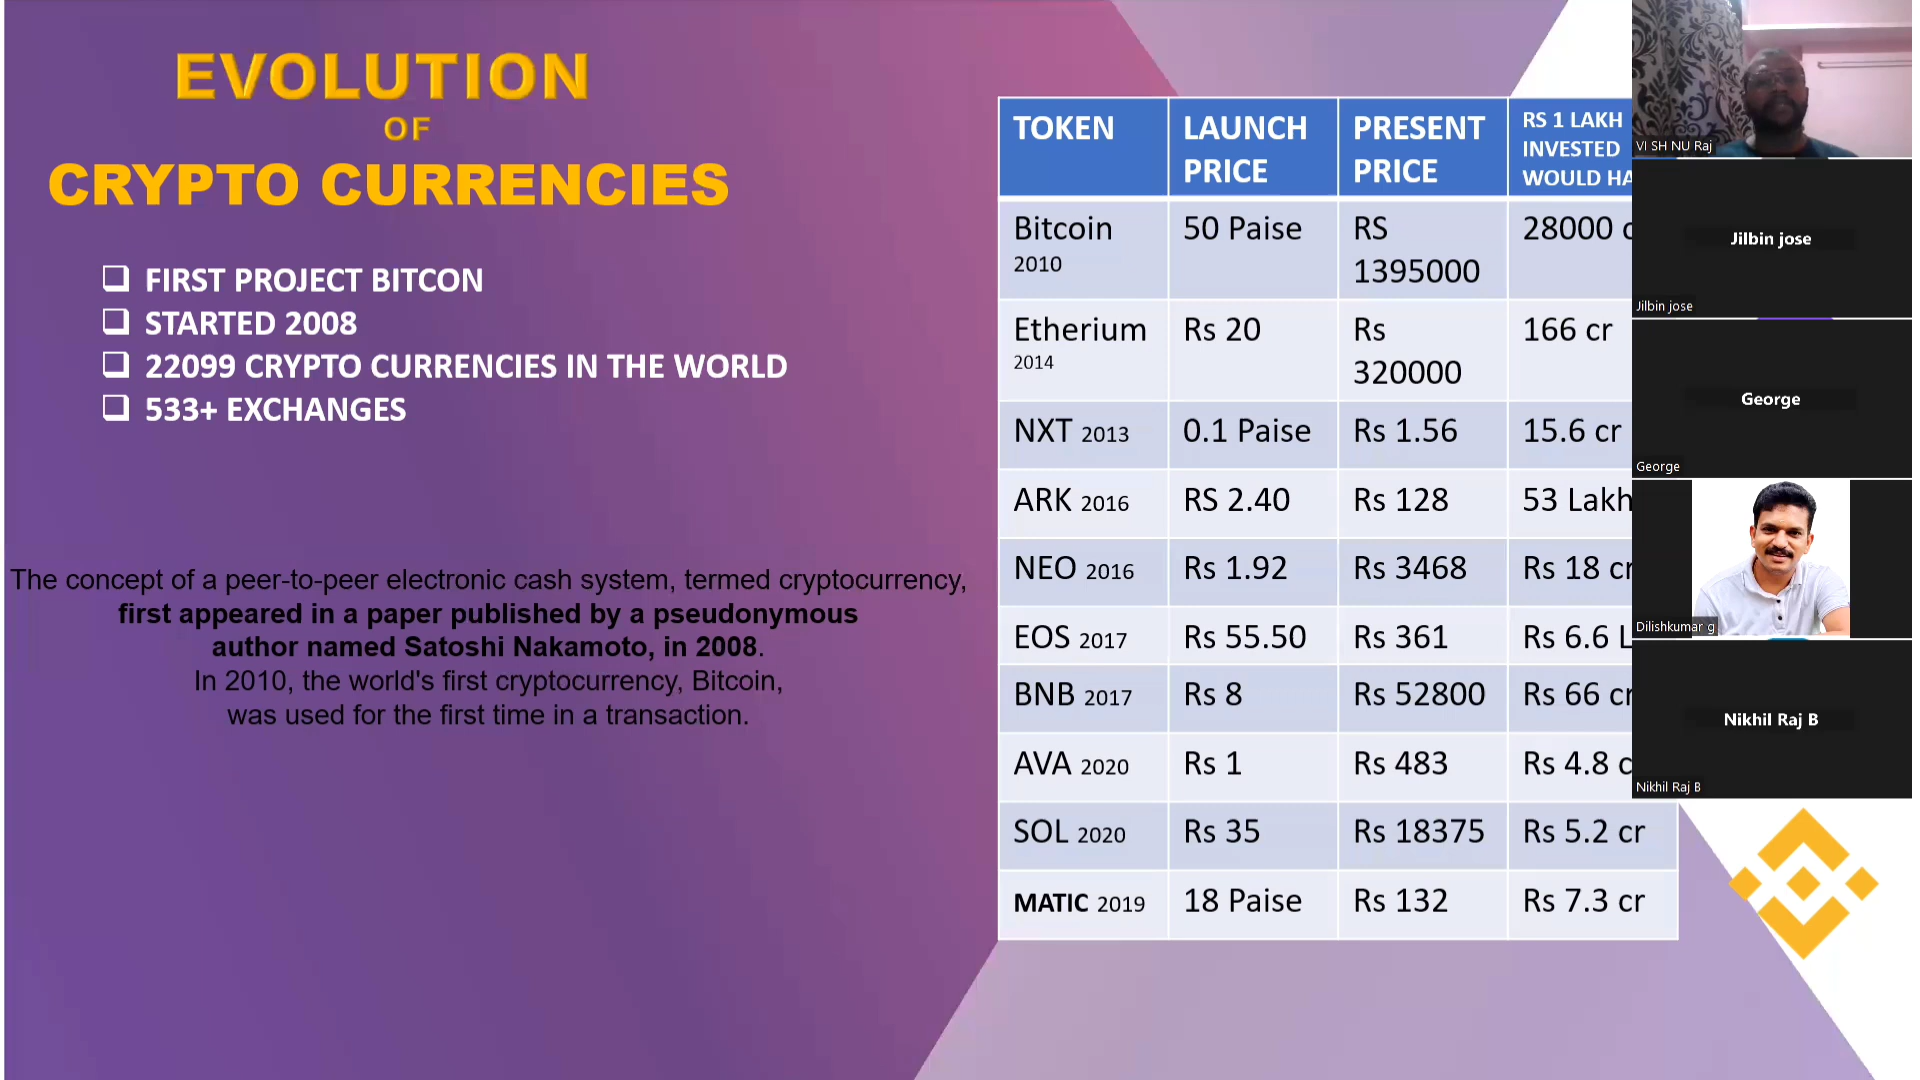 EVOLUTION
OF
CRYPTO CURRENCIES
❑ FIRST PROJECT BITCON
❑ STARTED 2008
❑ 22099 CRYPTO CURRENCIES IN THE WORLD
❑ 533+ EXCHANGES
The concept of a peer-to-peer electronic cash system, termed cryptocurrency,
first appeared in a paper published by a pseudonymous
author named Satoshi Nakamoto, in 2008.
In 2010, the world's first cryptocurrency, Bitcoin,
was used for the first time in a transaction.
TOKEN
LAUNCH
PRICE
PRESENT
PRICE
RS 1 LAKH
INVESTED
WOULD HA
Bitcoin
2010
50 Paise
RS
1395000
28000
Etherium
2014
Rs 20
Rs
320000
166 cr
NXT 2013
0.1 Paise
Rs 1.56
15.6 cr
ARK 2016
RS 2.40
Rs 128
53 Lakh
NEO 2016
Rs 1.92
Rs 3468
Rs 18 cr
EOS 2017
Rs 55.50
Rs 361
Rs 6.6 L
BNB 2017
Rs 8
Rs 52800
Rs 66 cr
AVA 2020
Rs 1
Rs 483
Rs 4.8 c
SOL 2020
Rs 35
Rs 18375
Rs 5.2 cr
MATIC 2019
18 Paise
Rs 132
Rs 7.3 cr
VI SH NU Raj
Jilbin jose
Jilbin jose
George
George
Dilishkumar g
Nikhil Raj B
Nikhil Raj B